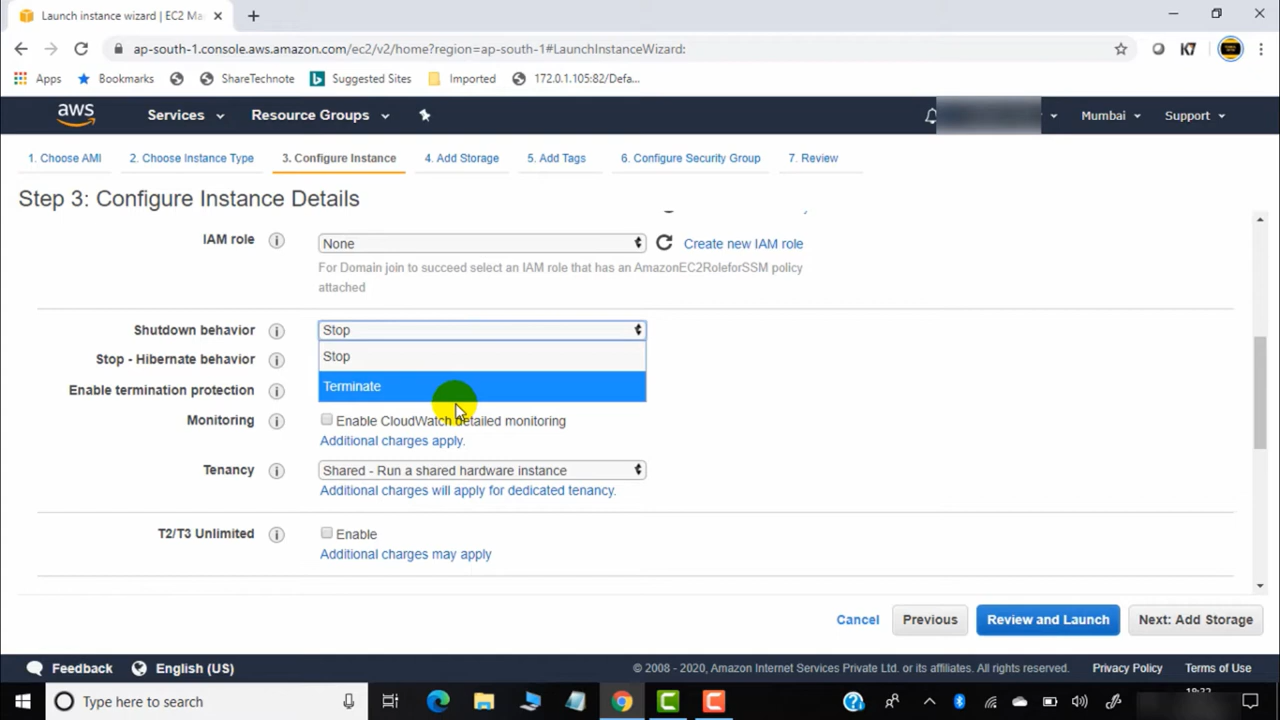 Launch instance wizard | EC2 Ma
ap-south-1.console.aws.amazon.com/ec2/v2/home?region=ap-south-1#LaunchInstanceWizard:
K7
Apps Bookmarks ShareTechnote Suggested Sites Imported 172.0.1.105:82/Defa...
aws Services Resource Groups Mumbai Support
1. Choose AMI 2. Choose Instance Type 3. Configure Instance 4. Add Storage 5. Add Tags 6. Configure Security Group 7. Review
Step 3: Configure Instance Details
IAM role None Create new IAM role
For Domain join to succeed select an IAM role that has an AmazonEC2RoleforSSM policy
attached
Shutdown behavior Stop
Stop
Stop - Hibernate behavior
Terminate
Enable termination protection
Monitoring Enable CloudWatch detailed monitoring
Additional charges apply.
Tenancy Shared - Run a shared hardware instance
Additional charges will apply for dedicated tenancy.
T2/T3 Unlimited Enable
Additional charges may apply
Cancel Previous Review and Launch Next: Add Storage
Feedback English (US) © 2008 - 2020, Amazon Internet Services Private Ltd. or its affiliates. All rights reserved. Privacy Policy Terms of Use
Type here to search